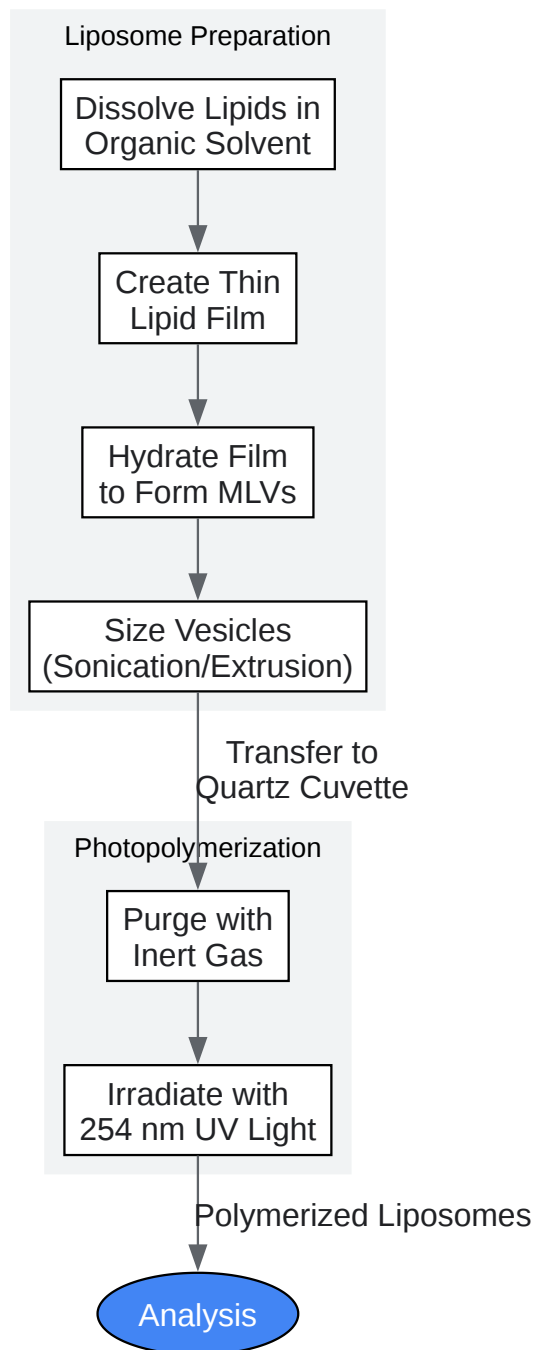 Liposome Preparation
Dissolve Lipids in
Organic Solvent
Create Thin
Lipid Film
Hydrate Film
to Form MLVs
Size Vesicles
(Sonication/Extrusion)
Transfer to
Quartz Cuvette
Photopolymerization
Purge with
Inert Gas
Irradiate with
254 nm UV Light
Polymerized Liposomes
Analysis